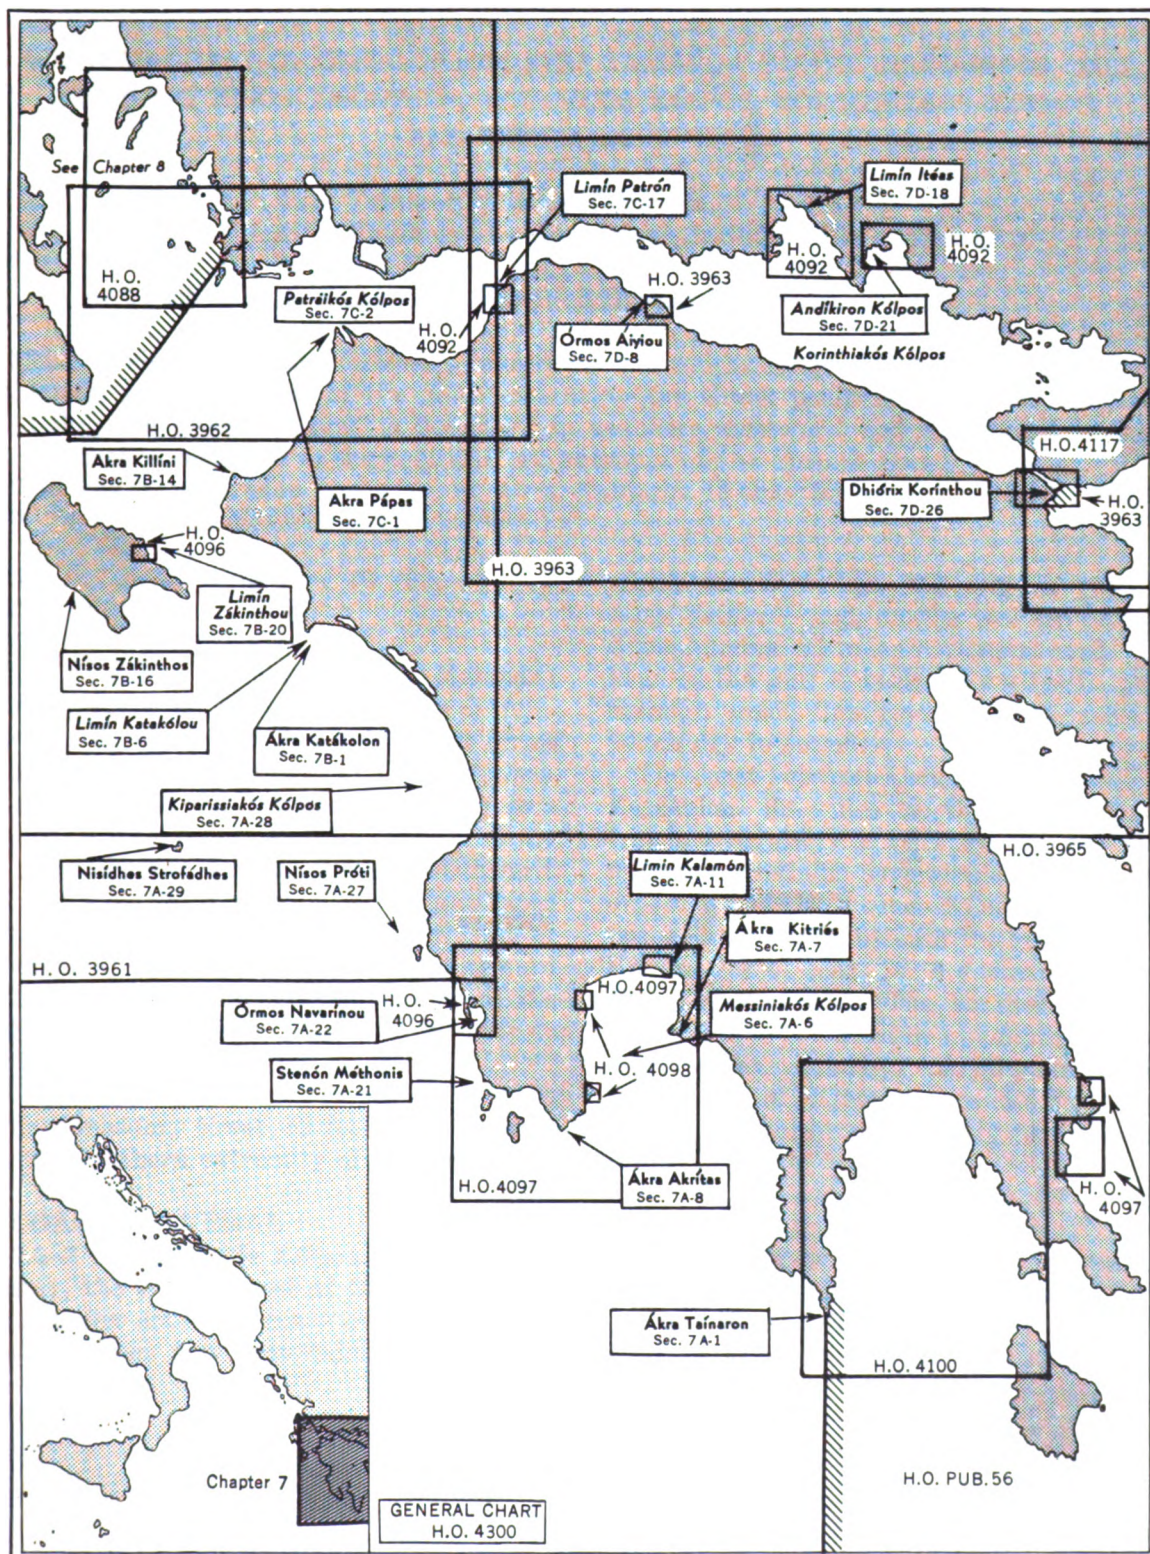 See Chapter 8
H.O.
4088
Limín Patrón
Sec. 7C-17
Limín Itéas
Sec. 7D-18
H.O.
4092
H.O.
4092
Patráikós Kólpos
Sec. 7C-2
H.O.
4092
H.O. 3963
Órmos Aiyiou
Sec. 7D-8
Andíkiron Kólpos
Sec. 7D-21
Korinthiakós Kólpos
H.O. 3962
H.O.4117
Akra Killíni
Sec. 7B-14
Akra Pápas
Sec. 7C-1
Dhiórix Korínthou
Sec. 7D-26
H.O.
3963
H.O.
4096
H.O. 3963
Limín
Zákinthou
Sec. 7B-20
Nísos Zákinthos
Sec. 7B-16
Limín Katakólou
Sec. 7B-6
Ákra Katákolon
Sec. 7B-1
Kiparissiakós Kólpos
Sec. 7A-28
H.O. 3965
Nisídhes Strofádhes
Sec. 7A-29
Nísos Próti
Sec. 7A-27
Limín Kalamón
Sec. 7A-11
Ákra Kitriés
Sec. 7A-7
H.O. 3961
H.O.4097
Órmos Navarínou
Sec. 7A-22
H.O.
4096
Messiniakós Kólpos
Sec. 7A-6
H.O. 4098
Stenón Méthonis
Sec. 7A-21
H.O.4097
Ákra Akrítas
Sec. 7A-8
H.O.
4097
Ákra Taínaron
Sec. 7A-1
H.O. 4100
Chapter 7
H.O. PUB.56
GENERAL CHART
H.O. 4300